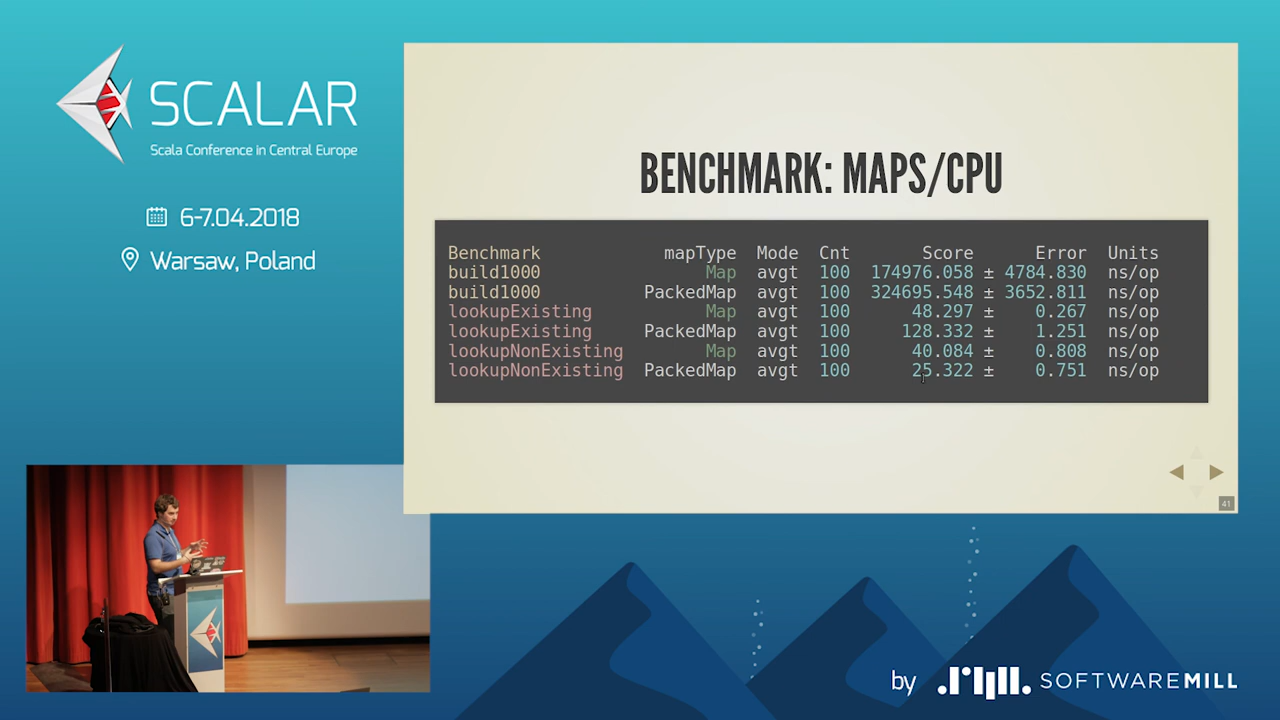 SCALAR
Scala Conference in Central Europe
6-7.04.2018
Warsaw, Poland
BENCHMARK: MAPS/CPU
Benchmark mapType Mode Cnt Score Error Units
build1000 Map avgt 100 174976.058 ± 4784.830 ns/op
build1000 PackedMap avgt 100 324695.548 ± 3652.811 ns/op
lookupExisting Map avgt 100 48.297 ± 0.267 ns/op
lookupExisting PackedMap avgt 100 128.332 ± 1.251 ns/op
lookupNonExisting Map avgt 100 40.084 ± 0.808 ns/op
lookupNonExisting PackedMap avgt 100 25.322 ± 0.751 ns/op
41
by SOFTWAREMILL